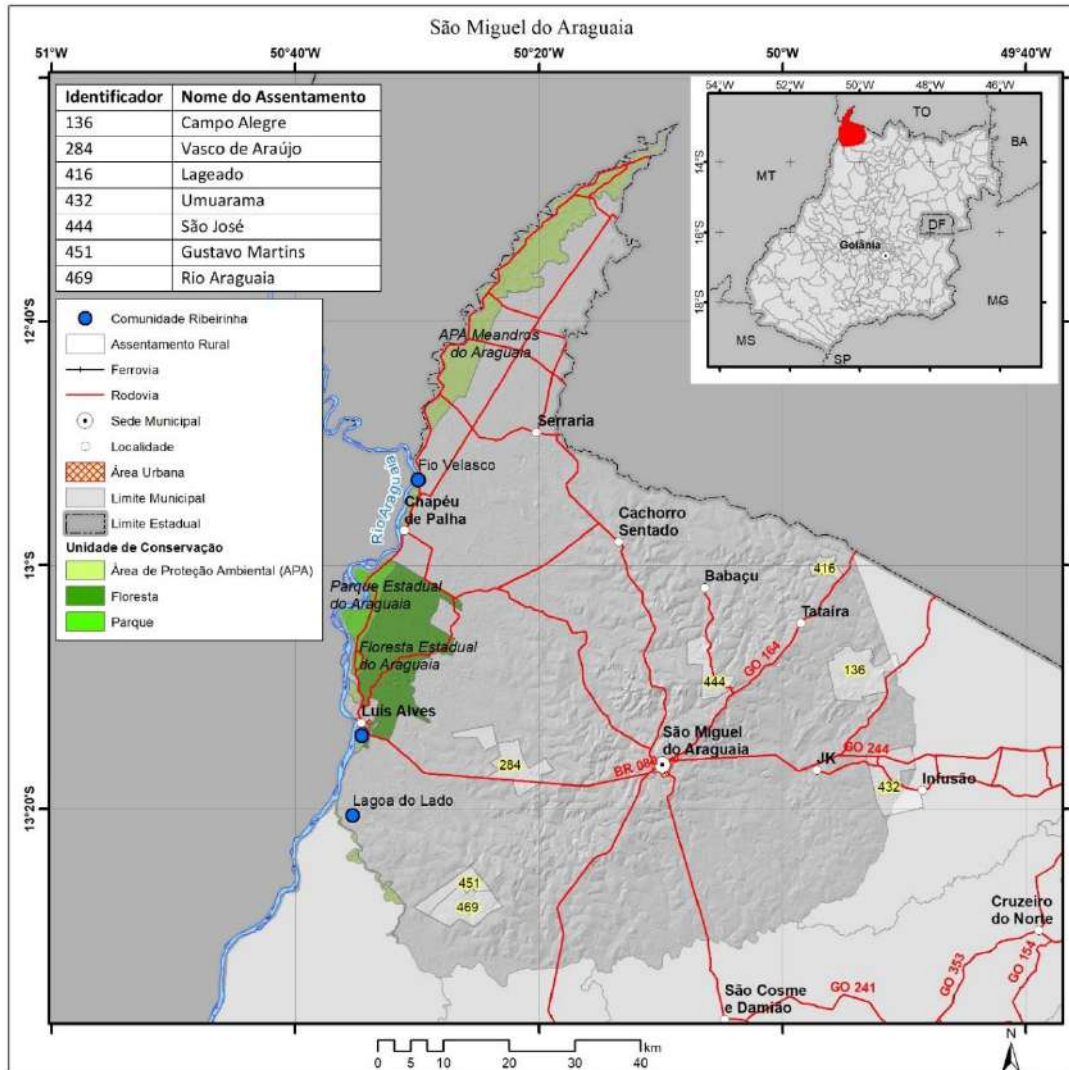 São Miguel do Araguaia
51°W
50°40'W
50°20'W
50°W
49°40'W
Identificador Nome do Assentamento
136 Campo Alegre
284 Vasco de Araújo
416 Lageado
432 Umuarama
444 São José
451 Gustavo Martins
469 Rio Araguaia
Comunidade Ribeirinha
Assentamento Rural
Ferrovia
Rodovia
Sede Municipal
Localidade
Área Urbana
Limite Municipal
Limite Estadual
Unidade de Conservação
Área de Proteção Ambiental (APA)
Floresta
Parque
54°W
52°W
50°W
48°W
46°W
14°S
16°S
18°S
TO
BA
MT
DF
Goiânia
MG
MS
SP
12°40'S
13°S
13°20'S
APA Meandros
do Araguaia
Serraria
Fio Velasco
Rio Araguaia
Chapéu
de Palha
Cachorro
Sentado
Babaçu
416
Tataíra
Parque Estadual
do Araguaia
Floresta Estadual
do Araguaia
GO 164
444
136
Luis Alves
São Miguel
do Araguaia
284
BR 080
JK
GO 244
432
Infusão
Lagoa do Lado
451
469
Cruzeiro
do Norte
GO 353
GO 154
São Cosme
e Damião
GO 241
km
0 5 10 20 30 40
N